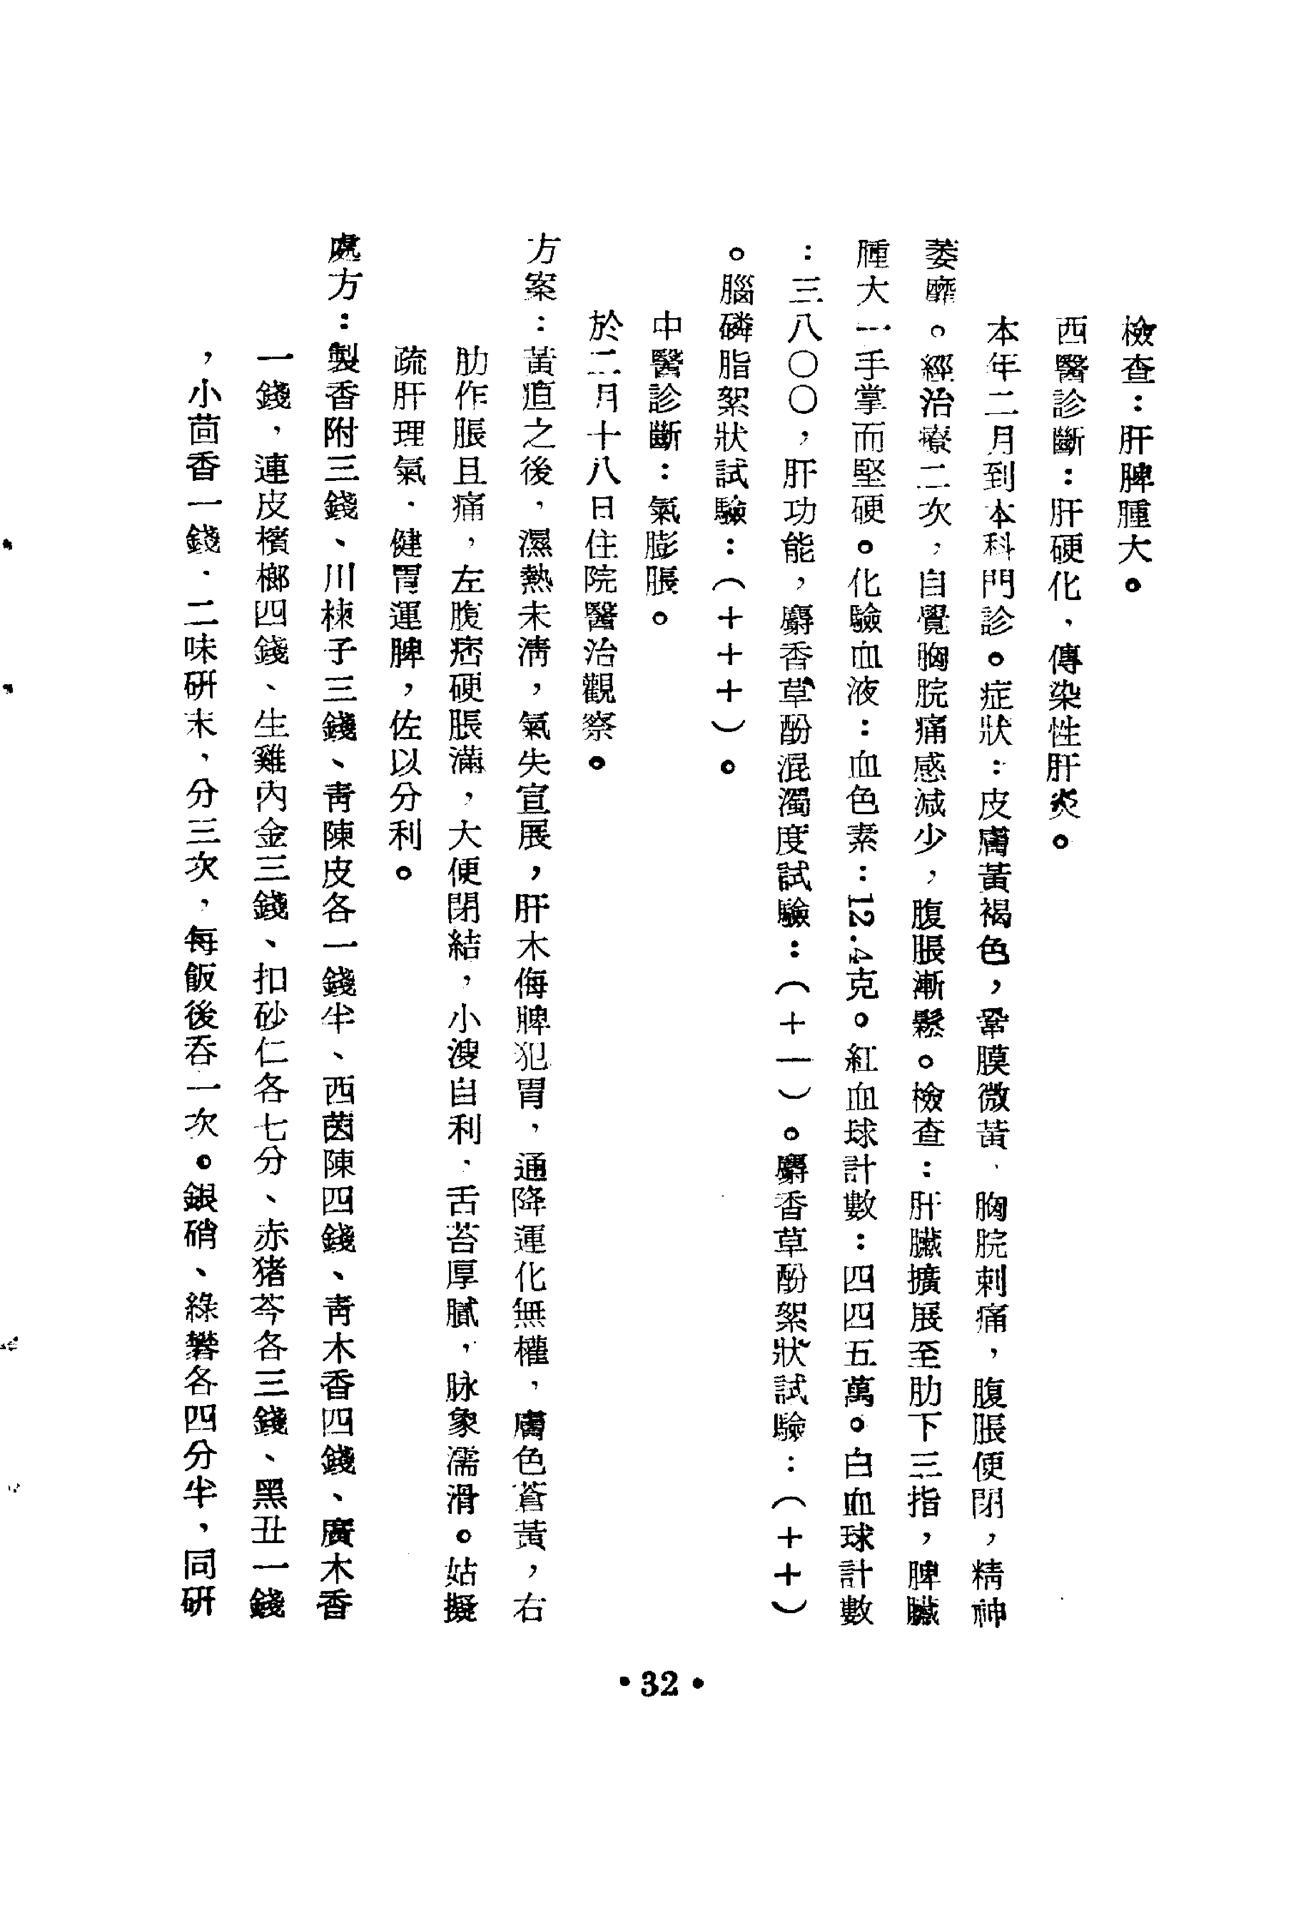 檢查：肝脾腫大。
西醫診斷：肝硬化、傳染性肝炎。
本年二月到本科門診。症狀：皮膚黃褐色，鞏膜微黃、胸脘刺痛，腹脹便閉，精神
萎靡。經治療二次，自覺胸脘痛感減少，腹脹漸鬆。檢查：肝臟擴展至肋下三指，脾臟
腫大一手掌而堅硬。化驗血液：血色素：12.4克。紅血球計數：四四五萬。白血球計數
：三八〇〇，肝功能，麝香草酚混濁度試驗：（＋一）。麝香草酚絮狀試驗：（＋＋）
。腦磷脂絮狀試驗：（＋＋＋）。
中醫診斷：氣膨脹。
於二月十八日住院醫治觀察。
方案：黃疸之後，濕熱未淸，氣失宣展，肝木侮脾犯胃，通降運化無權，膚色蒼黃，右
肋作脹且痛，左腹痞硬脹滿，大便閉結，小溲自利，舌苔厚膩，脉象濡滑。姑擬
疏肝理氣．健胃運脾，佐以分利。
處方：製香附三錢、川楝子三錢、靑陳皮各一錢半、西茵陳四錢、靑木香四錢、廣木香
一錢，連皮檳榔四錢、生雞內金三錢、扣砂仁各七分、赤猪苓各三錢、黑丑一錢
，小茴香一錢．二味硏末，分三次，每飯後吞一次。銀硝、綠礬各四分半，同硏
•32•